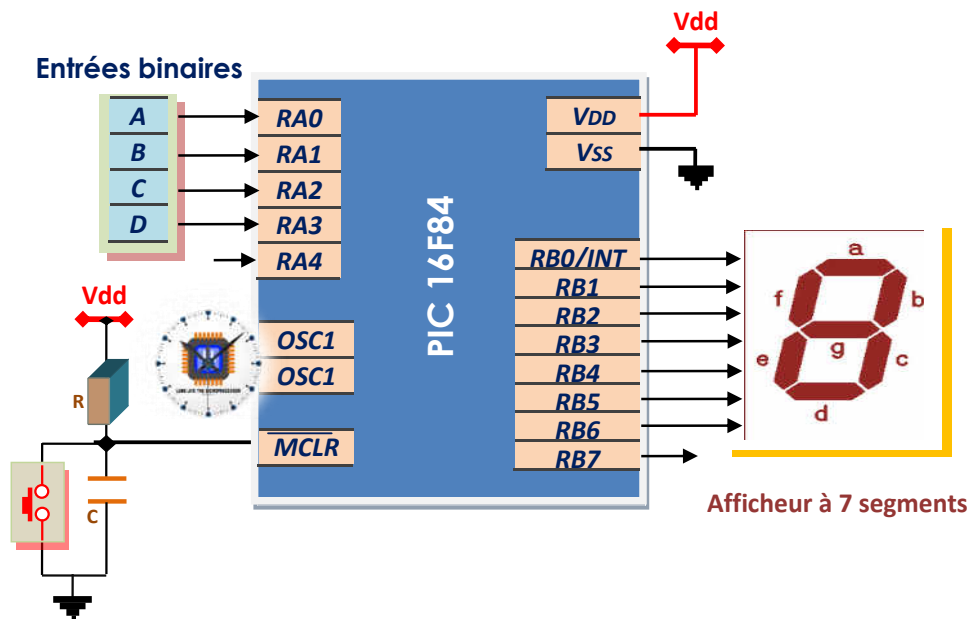 Vdd
Entrées binaires
A
B
C
D
RA0
RA1
RA2
RA3
RA4
VDD
VSS
PIC 16F84
Vdd
R
C
OSC1
OSC1
MCLR
RB0/INT
RB1
RB2
RB3
RB4
RB5
RB6
RB7
a
f
b
g
e
c
d
Afficheur à 7 segments